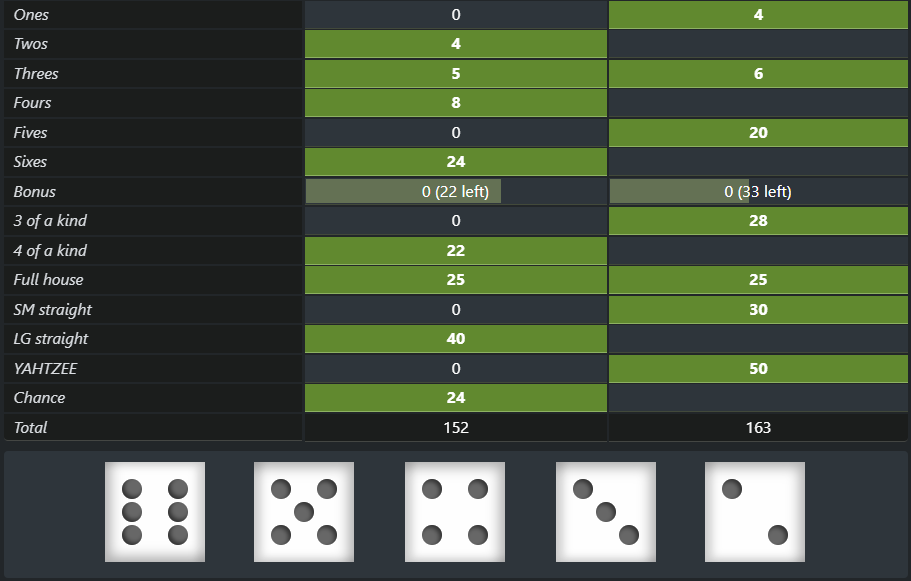 Ones 0 4
Twos 4
Threes 5 6
Fours 8
Fives 0 20
Sixes 24
Bonus 0 (22 left) 0 (33 left)
3 of a kind 0 28
4 of a kind 22
Full house 25 25
SM straight 0 30
LG straight 40
YAHTZEE 0 50
Chance 24
Total 152 163